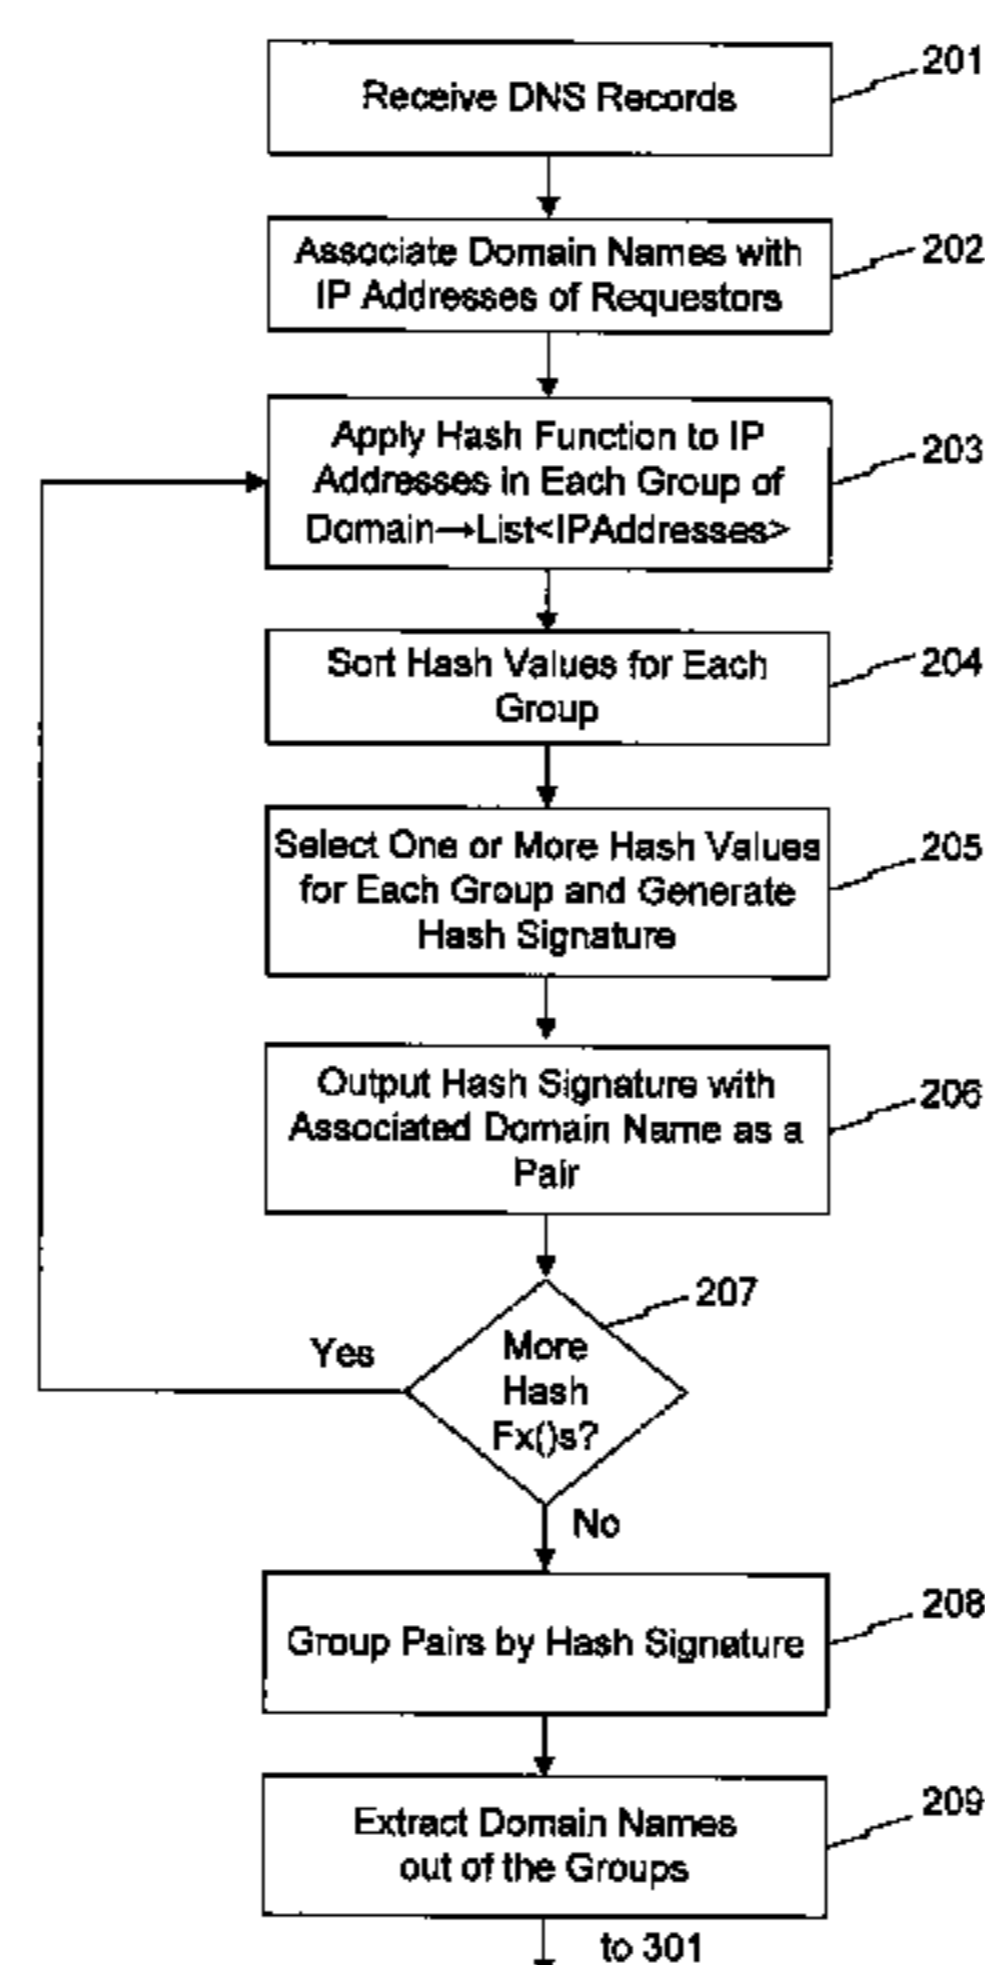 201
Receive DNS Records
202
Associate Domain Names with
IP Addresses of Requestors
203
Apply Hash Function to IP
Addresses in Each Group of
Domain→List<IPAddresses>
204
Sort Hash Values for Each
Group
205
Select One or More Hash Values
for Each Group and Generate
Hash Signature
206
Output Hash Signature with
Associated Domain Name as a
Pair
207
Yes
More
Hash
Fx()s?
No
208
Group Pairs by Hash Signature
209
Extract Domain Names
out of the Groups
to 301